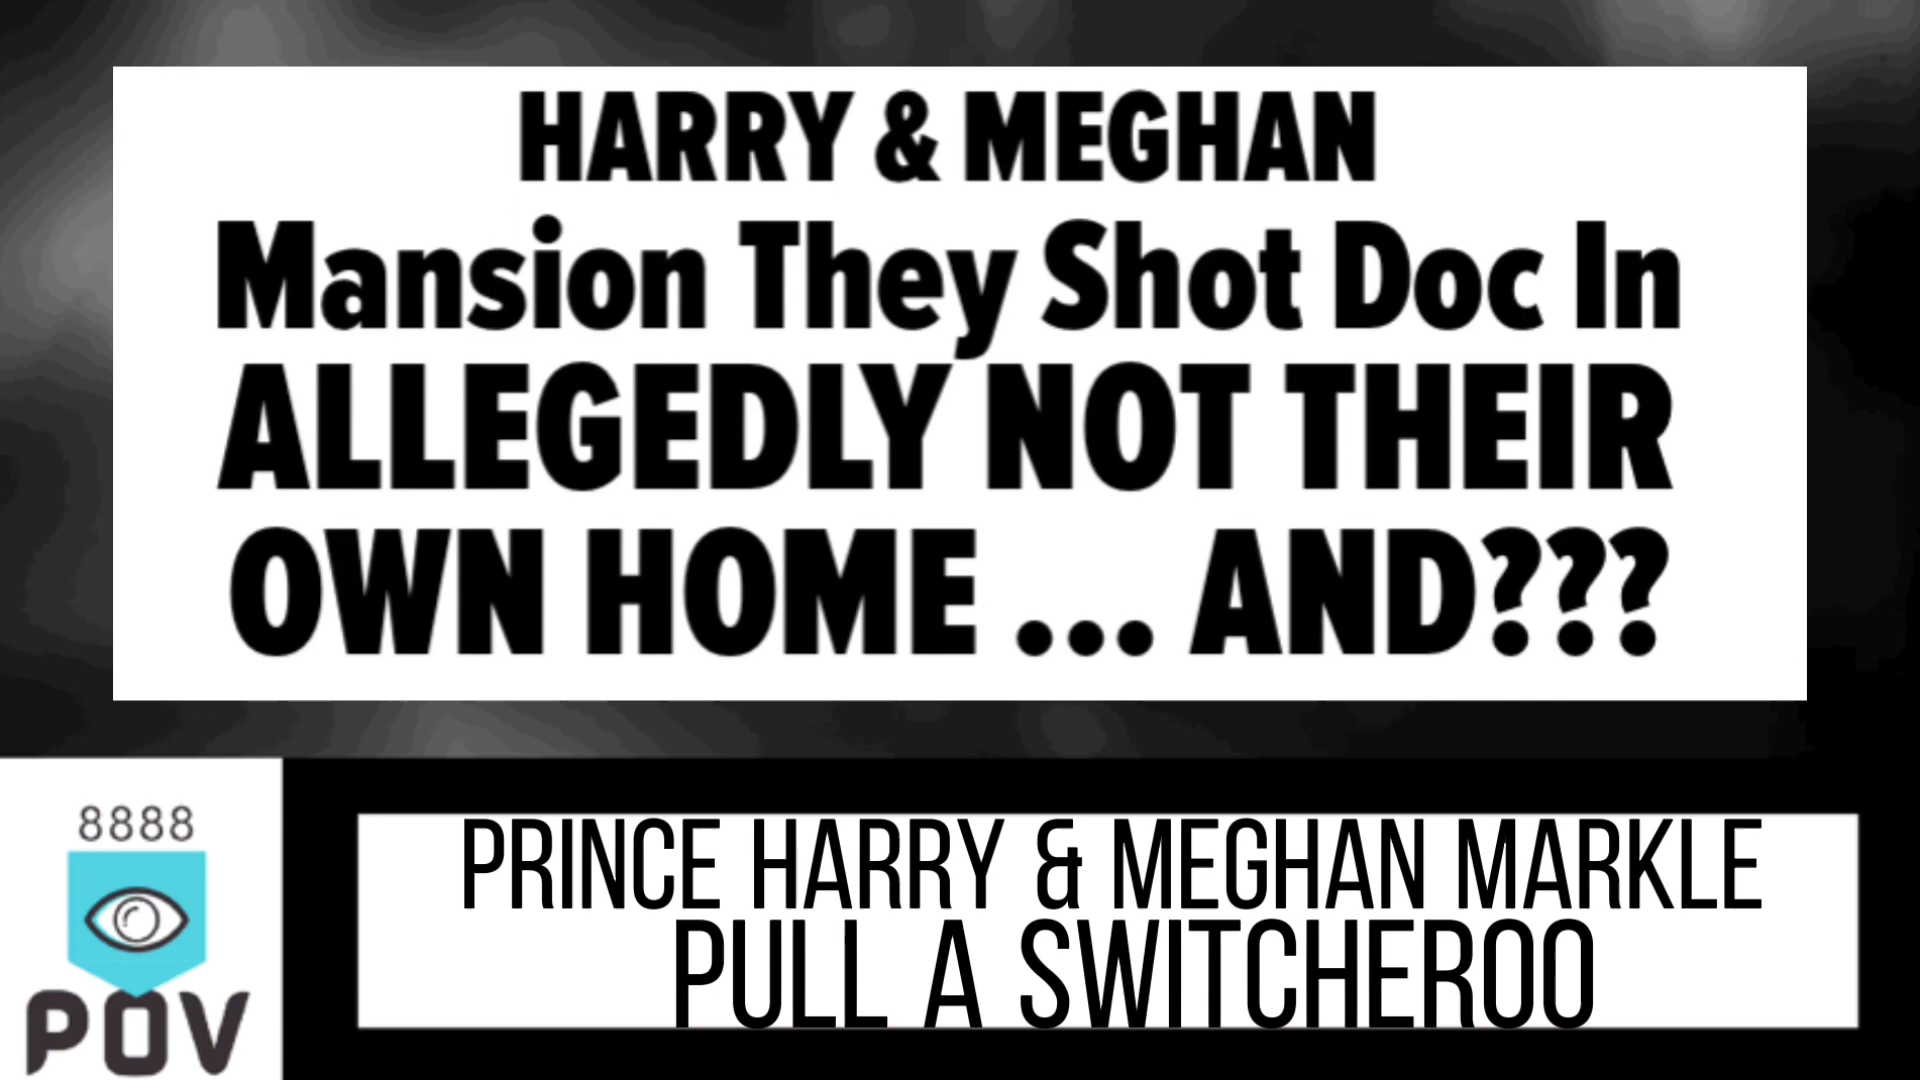 HARRY & MEGHAN
Mansion They Shot Doc In
ALLEGEDLY NOT THEIR
OWN HOME ... AND???
8888
POV
PRINCE HARRY & MEGHAN MARKLE
PULL A SWITCHEROO